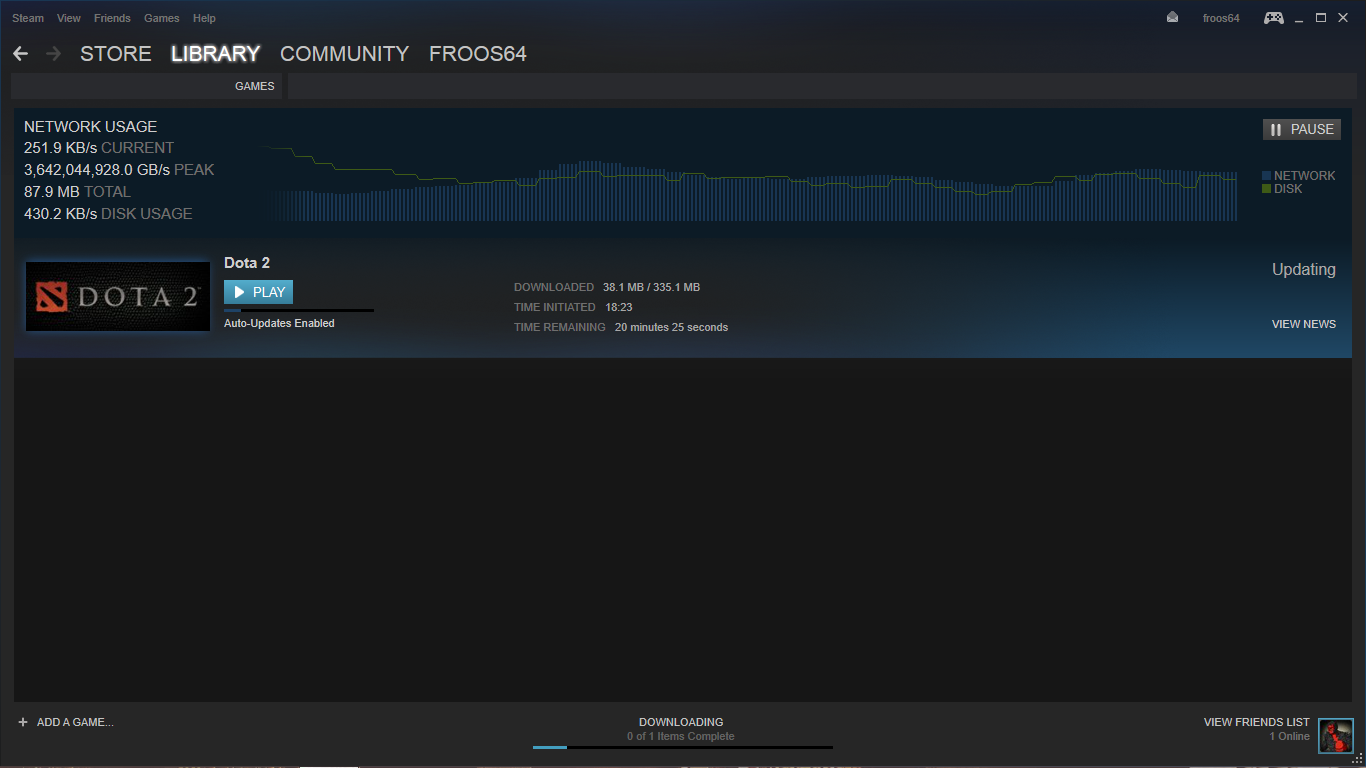 Steam View Friends Games Help froos64
STORE LIBRARY COMMUNITY FROOS64
GAMES
NETWORK USAGE
251.9 KB/s CURRENT
3,642,044,928.0 GB/s PEAK
87.9 MB TOTAL
430.2 KB/s DISK USAGE
PAUSE
NETWORK
DISK
DOTA 2
Dota 2
PLAY
Auto-Updates Enabled
DOWNLOADED 38.1 MB / 335.1 MB
TIME INITIATED 18:23
TIME REMAINING 20 minutes 25 seconds
Updating
VIEW NEWS
+ ADD A GAME...
DOWNLOADING
0 of 1 Items Complete
VIEW FRIENDS LIST
1 Online